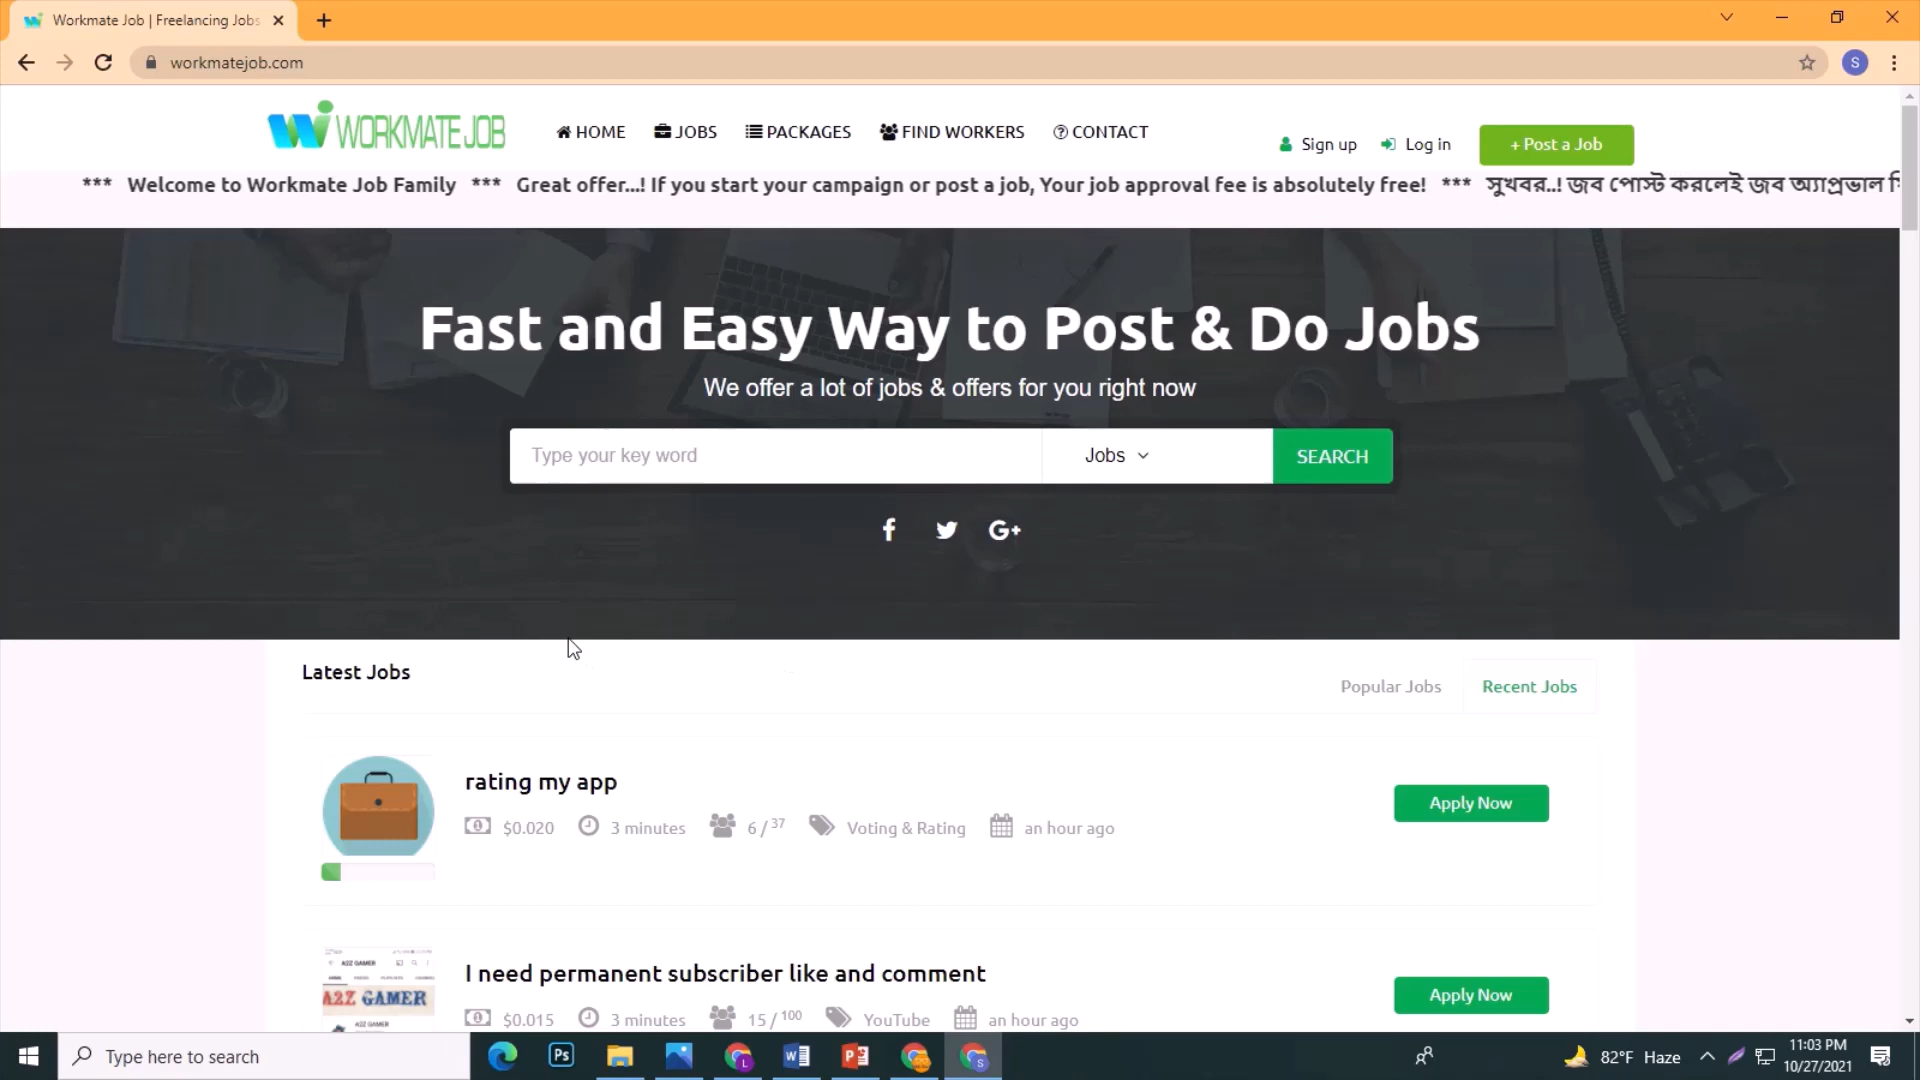 Workmate Job | Freelancing Jobs
workmatejob.com
WORKMATE JOB
HOME JOBS PACKAGES FIND WORKERS CONTACT
Sign up Log in + Post a Job
*** Welcome to Workmate Job Family *** Great offer...! If you start your campaign or post a job, Your job approval fee is absolutely free! *** সুখবর..! জব পোস্ট করলেই জব অ্যাপ্রভাল
Fast and Easy Way to Post & Do Jobs
We offer a lot of jobs & offers for you right now
Type your key word Jobs SEARCH
f G+
Latest Jobs
Popular Jobs Recent Jobs
rating my app
Apply Now
$0.020 3 minutes 6 / 37 Voting & Rating an hour ago
A2Z GAMER
I need permanent subscriber like and comment
A2Z GAMER
Apply Now
$0.015 3 minutes 15 / 100 YouTube an hour ago
A2Z GAMER
Type here to search
Ps
L
W
P
S
82°F Haze
11:03 PM
10/27/2021